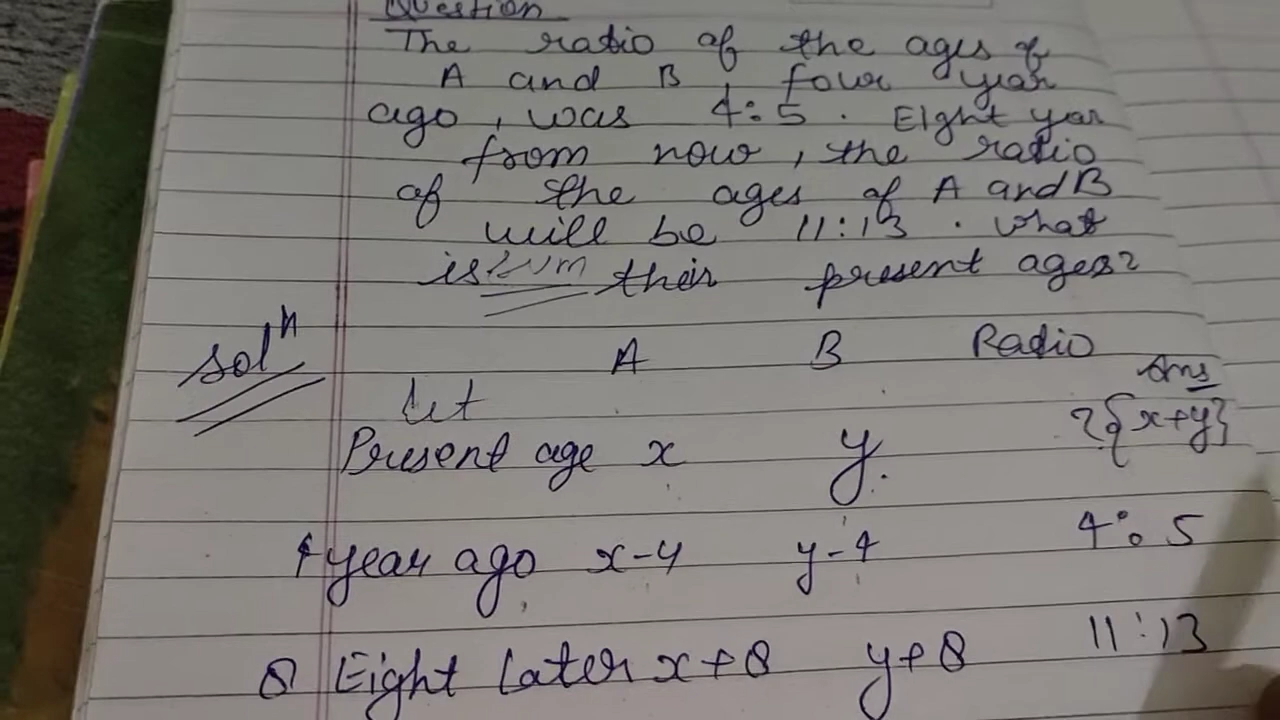 Question
The ratio of the ages of
A and B, four year
ago, was 4:5. Eight year
from now, the ratio
of the ages of A and B
will be 11:13. What
is sum their present ages?
Solⁿ A B Ratio
Let Ans
Present age x y ?{x+y}
4 year ago x-4 y-4 4:5
8 Eight later x+8 y+8 11:13